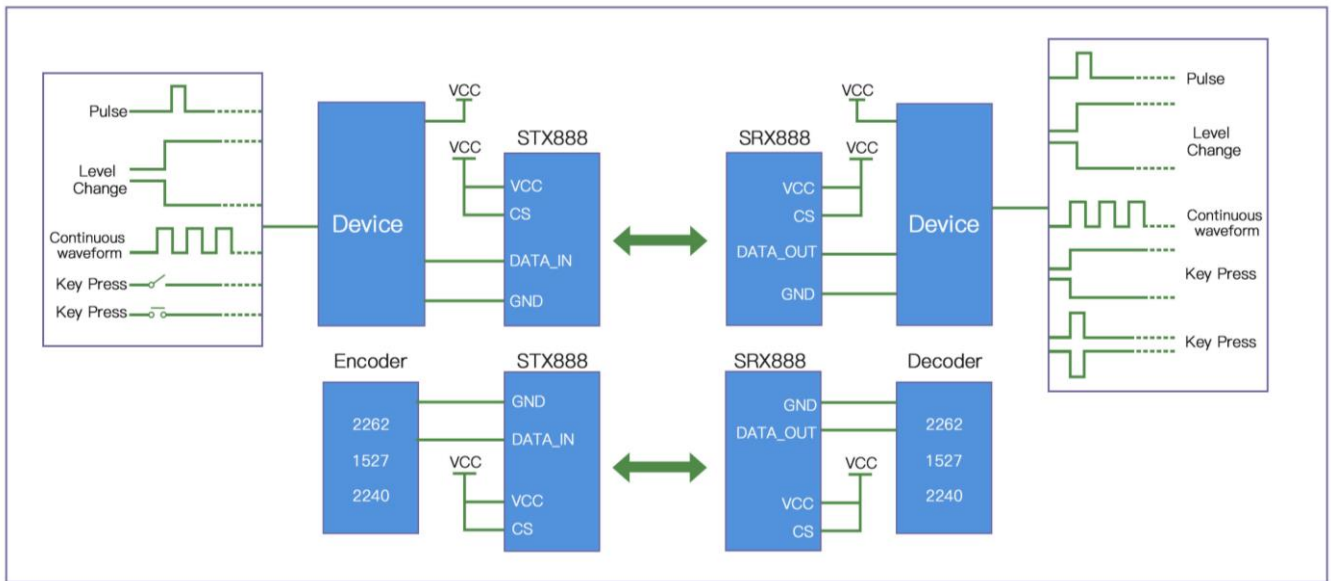 Pulse
Level
Change
Continuous
waveform
Key Press
Key Press
Device
VCC
STX888
VCC
VCC
CS
DATA_IN
GND
SRX888
VCC
VCC
VCC
CS
DATA_OUT
GND
Device
Pulse
Level
Change
Continuous
waveform
Key Press
Key Press
Encoder
2262
1527
2240
STX888
GND
DATA_IN
VCC
VCC
CS
SRX888
GND
DATA_OUT
VCC
VCC
CS
Decoder
2262
1527
2240